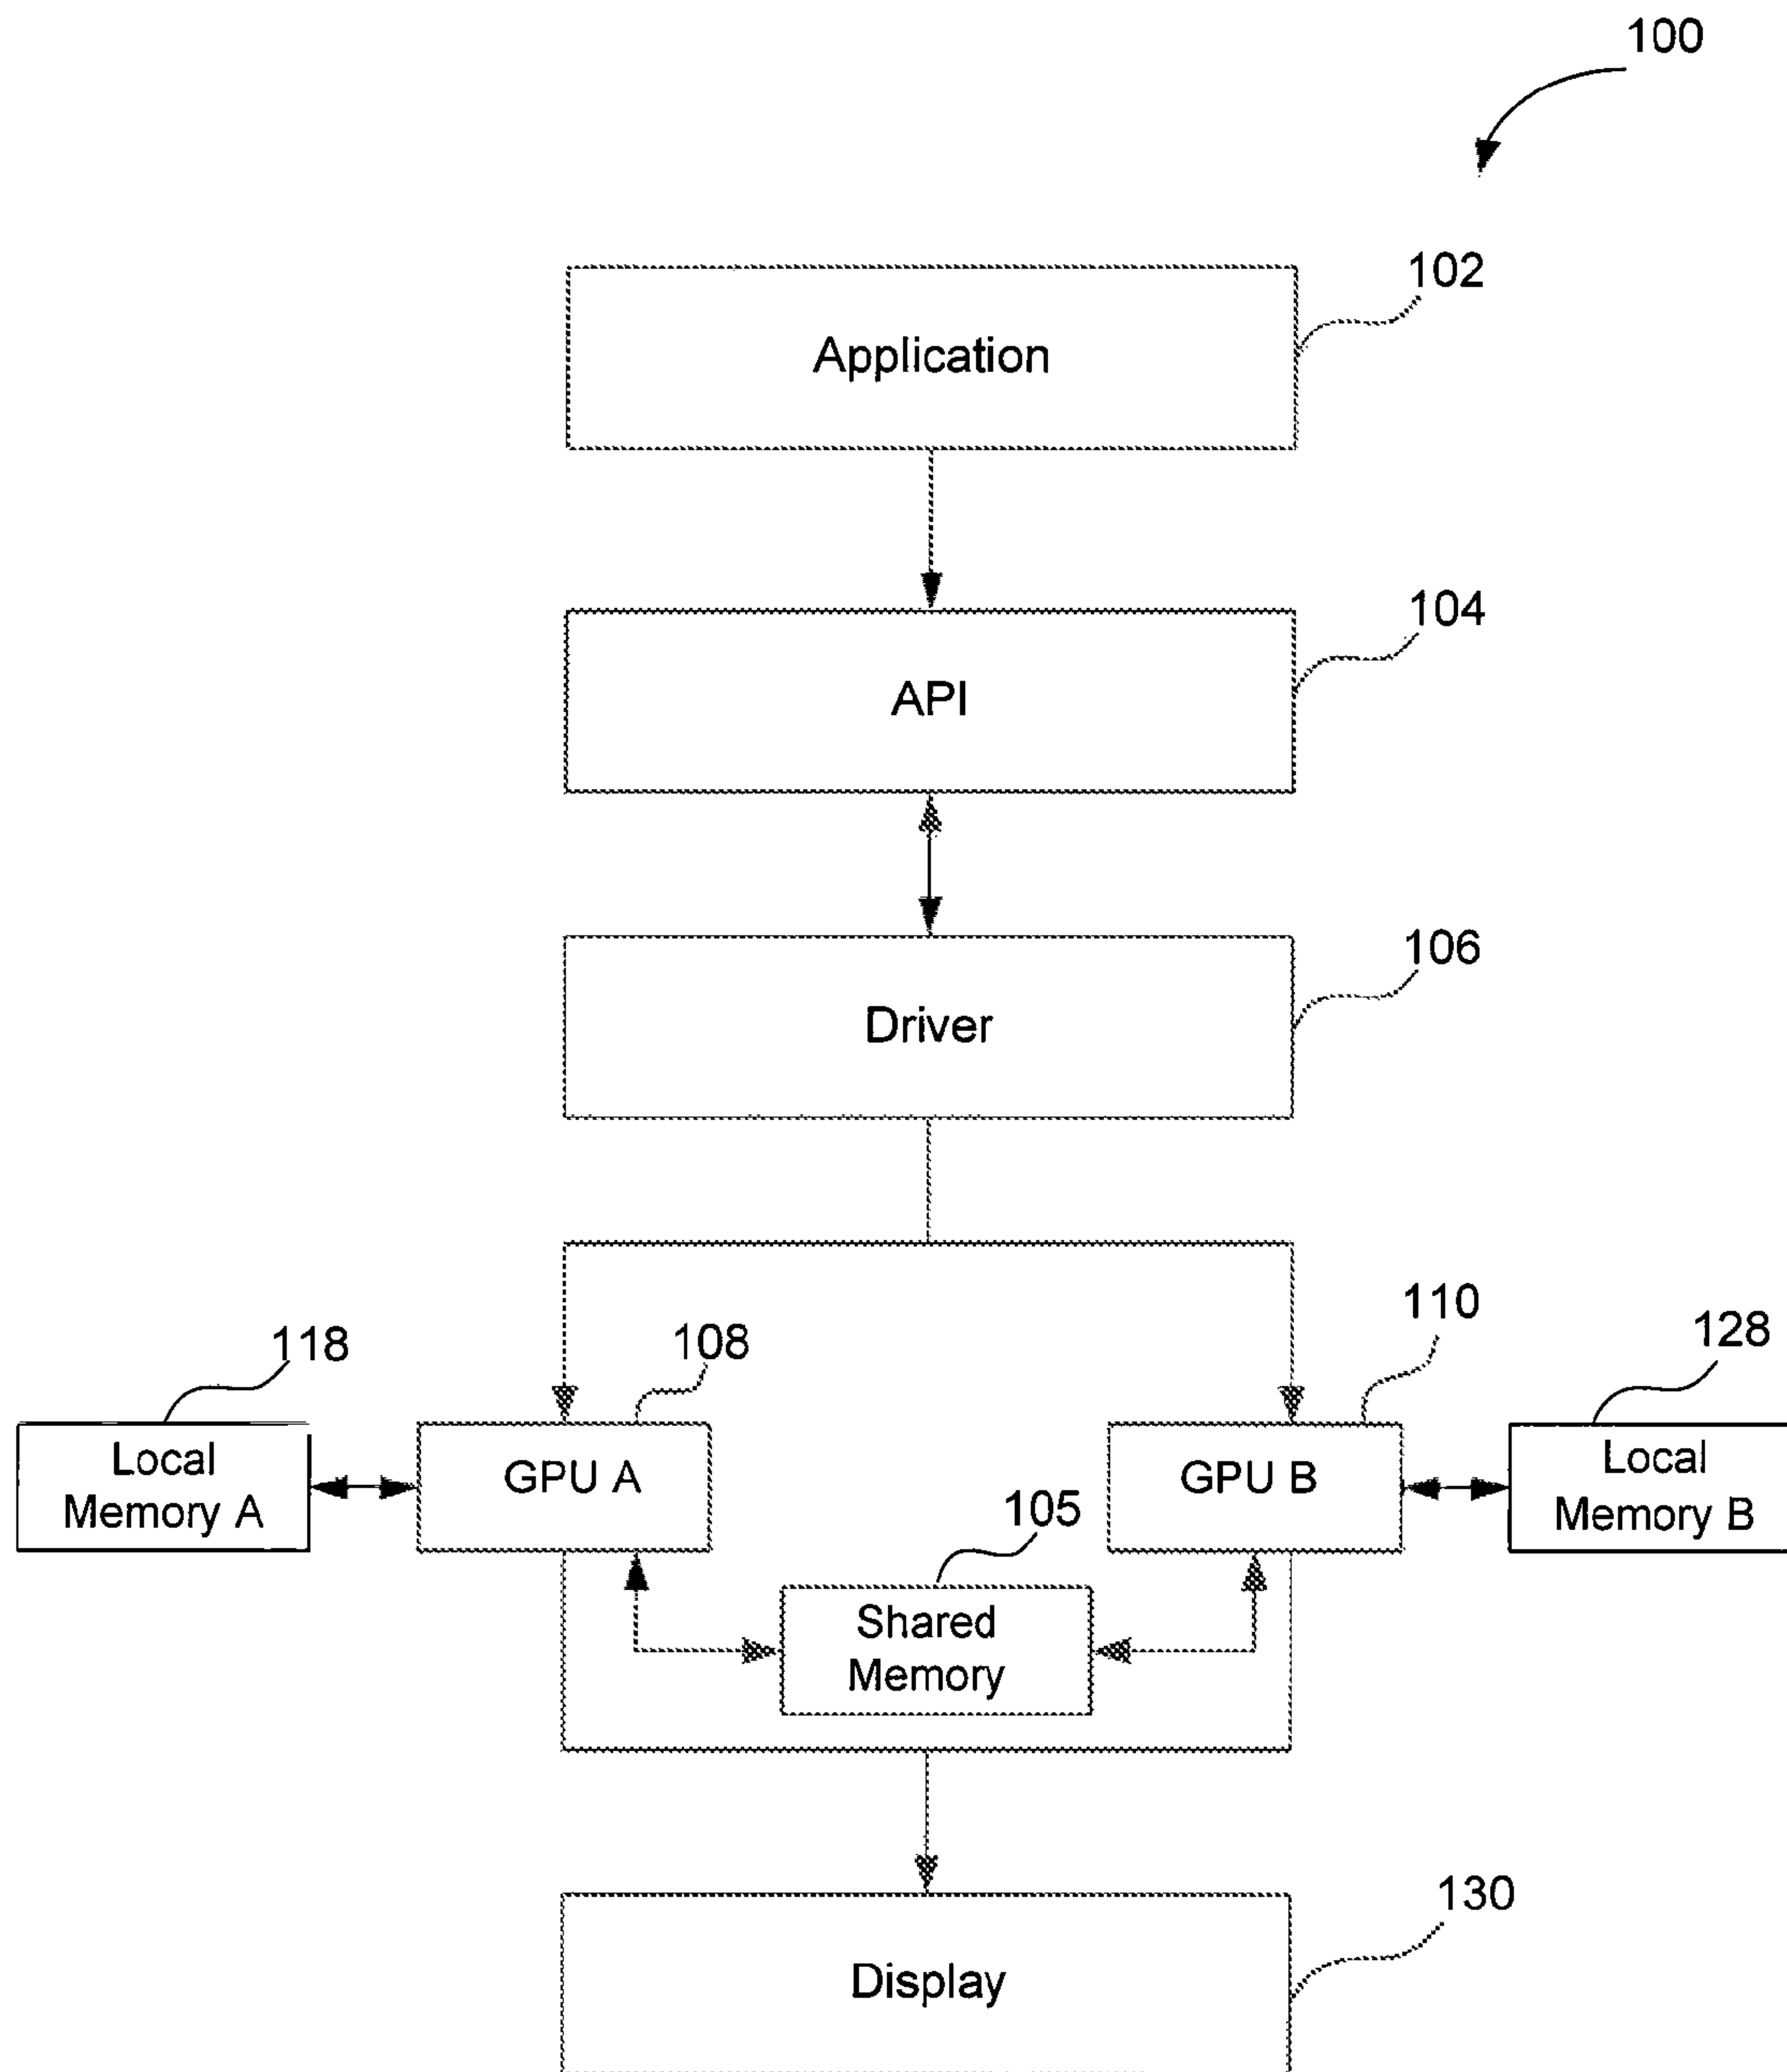 100
102
Application
104
API
106
Driver
110
118
108
128
Local
Memory A
GPU A
GPU B
Local
Memory B
105
Shared
Memory
130
Display